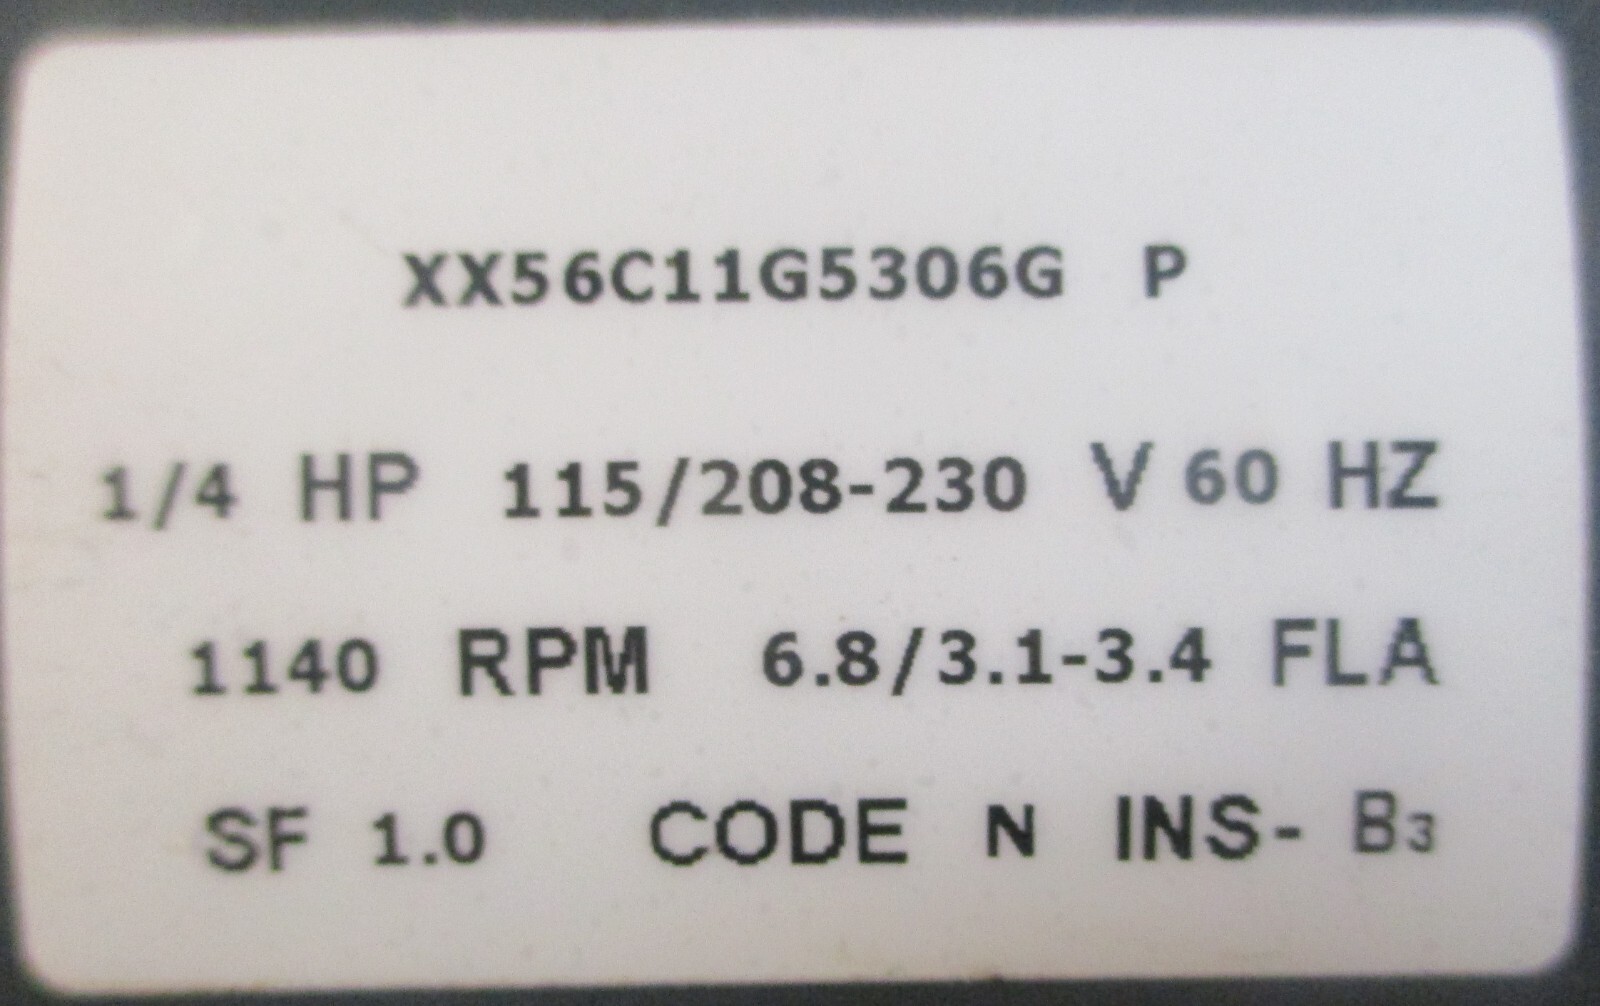 XX56C11G5306G P
1/4 HP 115/208-230 V 60 HZ
1140 RPM 6.8/3.1-3.4 FLA
SF 1.0 CODE N INS- B3